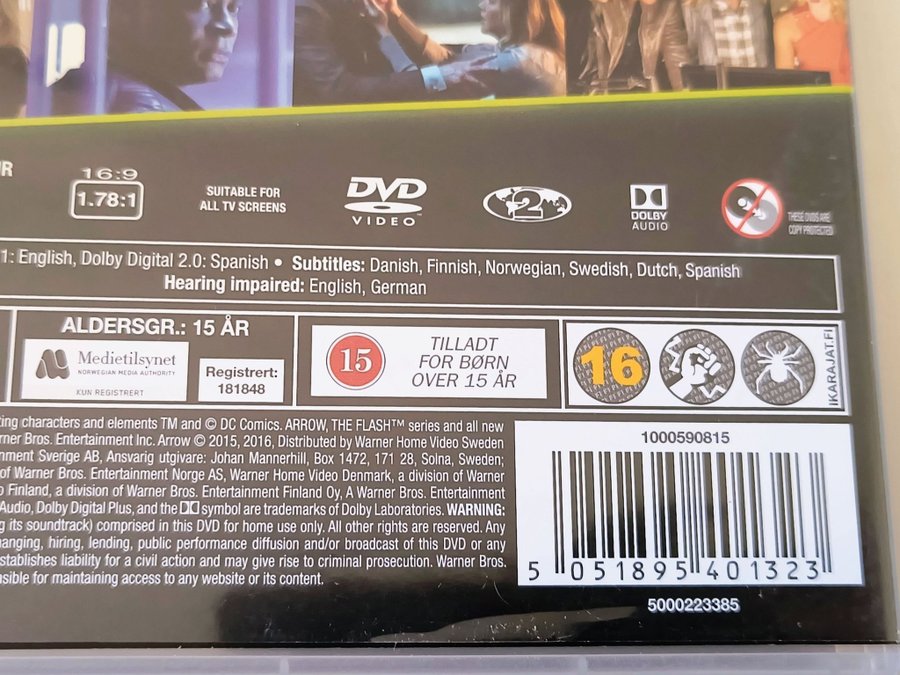 16:9
1.78:1
SUITABLE FOR
ALL TV SCREENS
DVD
VIDEO
2
DOLBY
AUDIO
THESE DVDS ARE
COPY PROTECTED
1: English, Dolby Digital 2.0: Spanish • Subtitles: Danish, Finnish, Norwegian, Swedish, Dutch, Spanish
Hearing impaired: English, German
ALDERSGR.: 15 ÅR
Medietilsynet
NORWEGIAN MEDIA AUTHORITY
KUN REGISTRERT
Registrert:
181848
15
TILLADT
FOR BØRN
OVER 15 ÅR
16
IKARAJAT.FI
ting characters and elements TM and © DC Comics. ARROW, THE FLASH™ series and all new
rner Bros. Entertainment Inc. Arrow © 2015, 2016, Distributed by Warner Home Video Sweden
nment Sverige AB, Ansvarig utgivare: Johan Mannerhill, Box 1472, 171 28, Solna, Sweden;
of Warner Bros. Entertainment Norge AS, Warner Home Video Denmark, a division of Warner
o Finland, a division of Warner Bros. Entertainment Finland Oy, A Warner Bros. Entertainment
Audio, Dolby Digital Plus, and the symbol are trademarks of Dolby Laboratories. WARNING:
g its soundtrack) comprised in this DVD for home use only. All other rights are reserved. Any
hanging, hiring, lending, public performance diffusion and/or broadcast of this DVD or any
establishes liability for a civil action and may give rise to criminal prosecution. Warner Bros.
nsible for maintaining access to any website or its content.
1000590815
5 051895 401323
5000223385